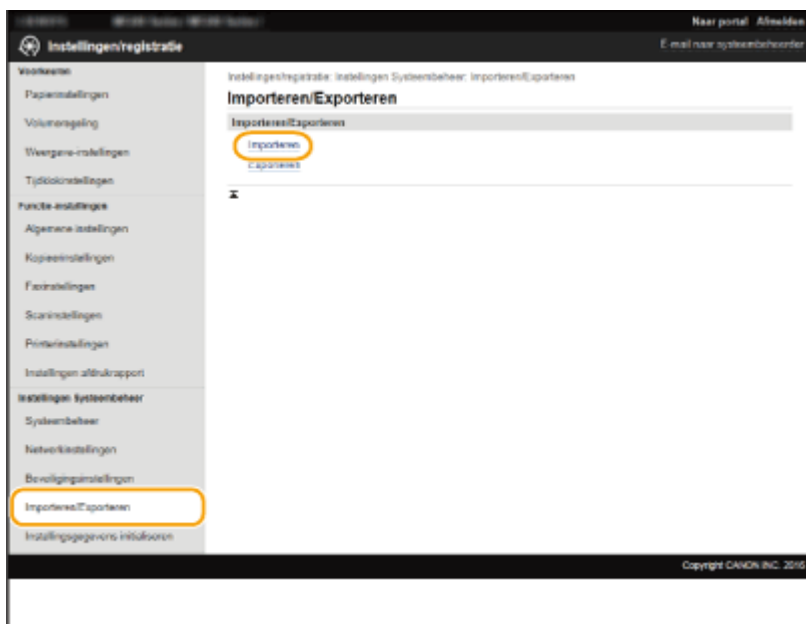 Naar portal Afmelden
Instellingen/registratie
E-mail naar systeembeheerder
Voorkeuren
Papierinstellingen
Volumeregeling
Weergave-instellingen
Tijdklokinstellingen
Functie-instellingen
Algemene instellingen
Kopieerinstellingen
Faxinstellingen
Scaninstellingen
Printerinstellingen
Instellingen afdrukrapport
Instellingen Systeembeheer
Systeembeheer
Netwerkinstellingen
Beveiligingsinstellingen
Importeren/Exporteren
Instellingsgegevens initialiseren
Instellingen/registratie: Instellingen Systeembeheer: Importeren/Exporteren
Importeren/Exporteren
Importeren/Exporteren
Importeren
Exporteren
Copyright CANON INC. 2016